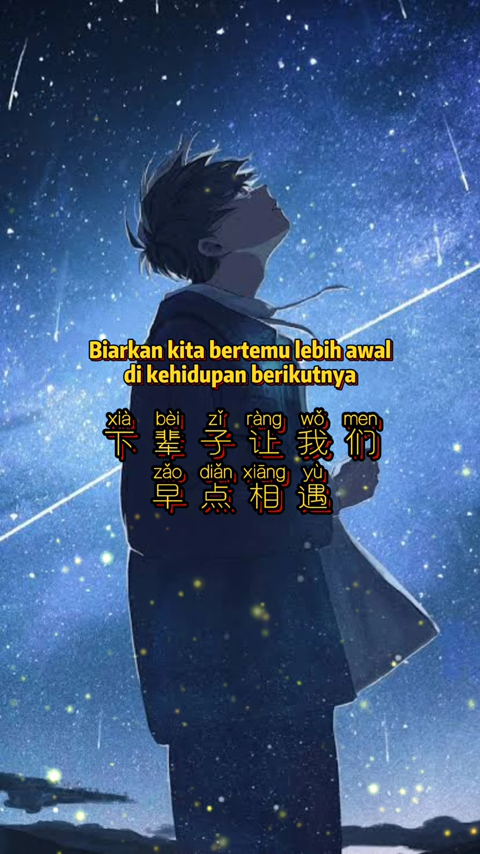 Biarkan kita bertemu lebih awal
di kehidupan berikutnya
xià bèi zǐ ràng wǒ men
下辈子让我们
zǎo diǎn xiāng yù
早点相遇